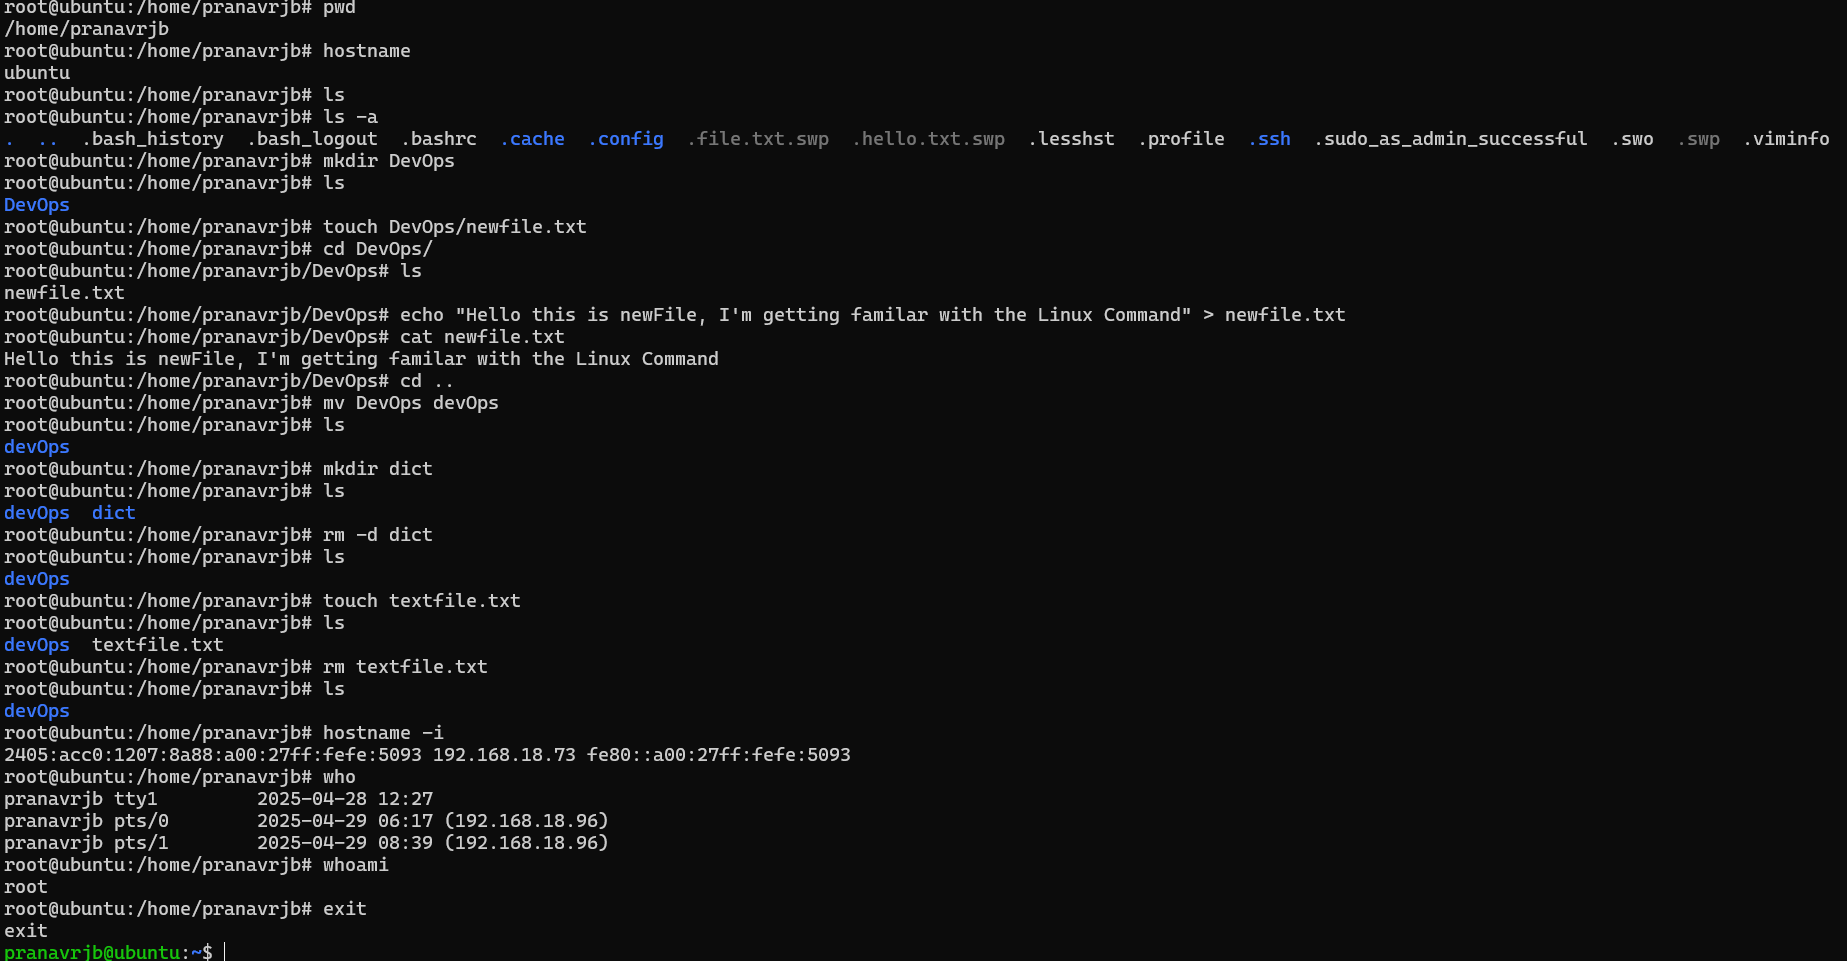 root@ubuntu:/home/pranavrjb# pwd
/home/pranavrjb
root@ubuntu:/home/pranavrjb# hostname
ubuntu
root@ubuntu:/home/pranavrjb# ls
root@ubuntu:/home/pranavrjb# ls -a
.  ..  .bash_history  .bash_logout  .bashrc  .cache  .config  .file.txt.swp  .hello.txt.swp  .lesshst  .profile  .ssh  .sudo_as_admin_successful  .swo  .swp  .viminfo
root@ubuntu:/home/pranavrjb# mkdir DevOps
root@ubuntu:/home/pranavrjb# ls
DevOps
root@ubuntu:/home/pranavrjb# touch DevOps/newfile.txt
root@ubuntu:/home/pranavrjb# cd DevOps/
root@ubuntu:/home/pranavrjb/DevOps# ls
newfile.txt
root@ubuntu:/home/pranavrjb/DevOps# echo "Hello this is newFile, I'm getting familar with the Linux Command" > newfile.txt
root@ubuntu:/home/pranavrjb/DevOps# cat newfile.txt
Hello this is newFile, I'm getting familar with the Linux Command
root@ubuntu:/home/pranavrjb/DevOps# cd ..
root@ubuntu:/home/pranavrjb# mv DevOps devOps
root@ubuntu:/home/pranavrjb# ls
devOps
root@ubuntu:/home/pranavrjb# mkdir dict
root@ubuntu:/home/pranavrjb# ls
devOps  dict
root@ubuntu:/home/pranavrjb# rm -d dict
root@ubuntu:/home/pranavrjb# ls
devOps
root@ubuntu:/home/pranavrjb# touch textfile.txt
root@ubuntu:/home/pranavrjb# ls
devOps  textfile.txt
root@ubuntu:/home/pranavrjb# rm textfile.txt
root@ubuntu:/home/pranavrjb# ls
devOps
root@ubuntu:/home/pranavrjb# hostname -i
2405:acc0:1207:8a88:a00:27ff:fefe:5093 192.168.18.73 fe80::a00:27ff:fefe:5093
root@ubuntu:/home/pranavrjb# who
pranavrjb tty1         2025-04-28 12:27
pranavrjb pts/0        2025-04-29 06:17 (192.168.18.96)
pranavrjb pts/1        2025-04-29 08:39 (192.168.18.96)
root@ubuntu:/home/pranavrjb# whoami
root
root@ubuntu:/home/pranavrjb# exit
exit
pranavrjb@ubuntu:~$